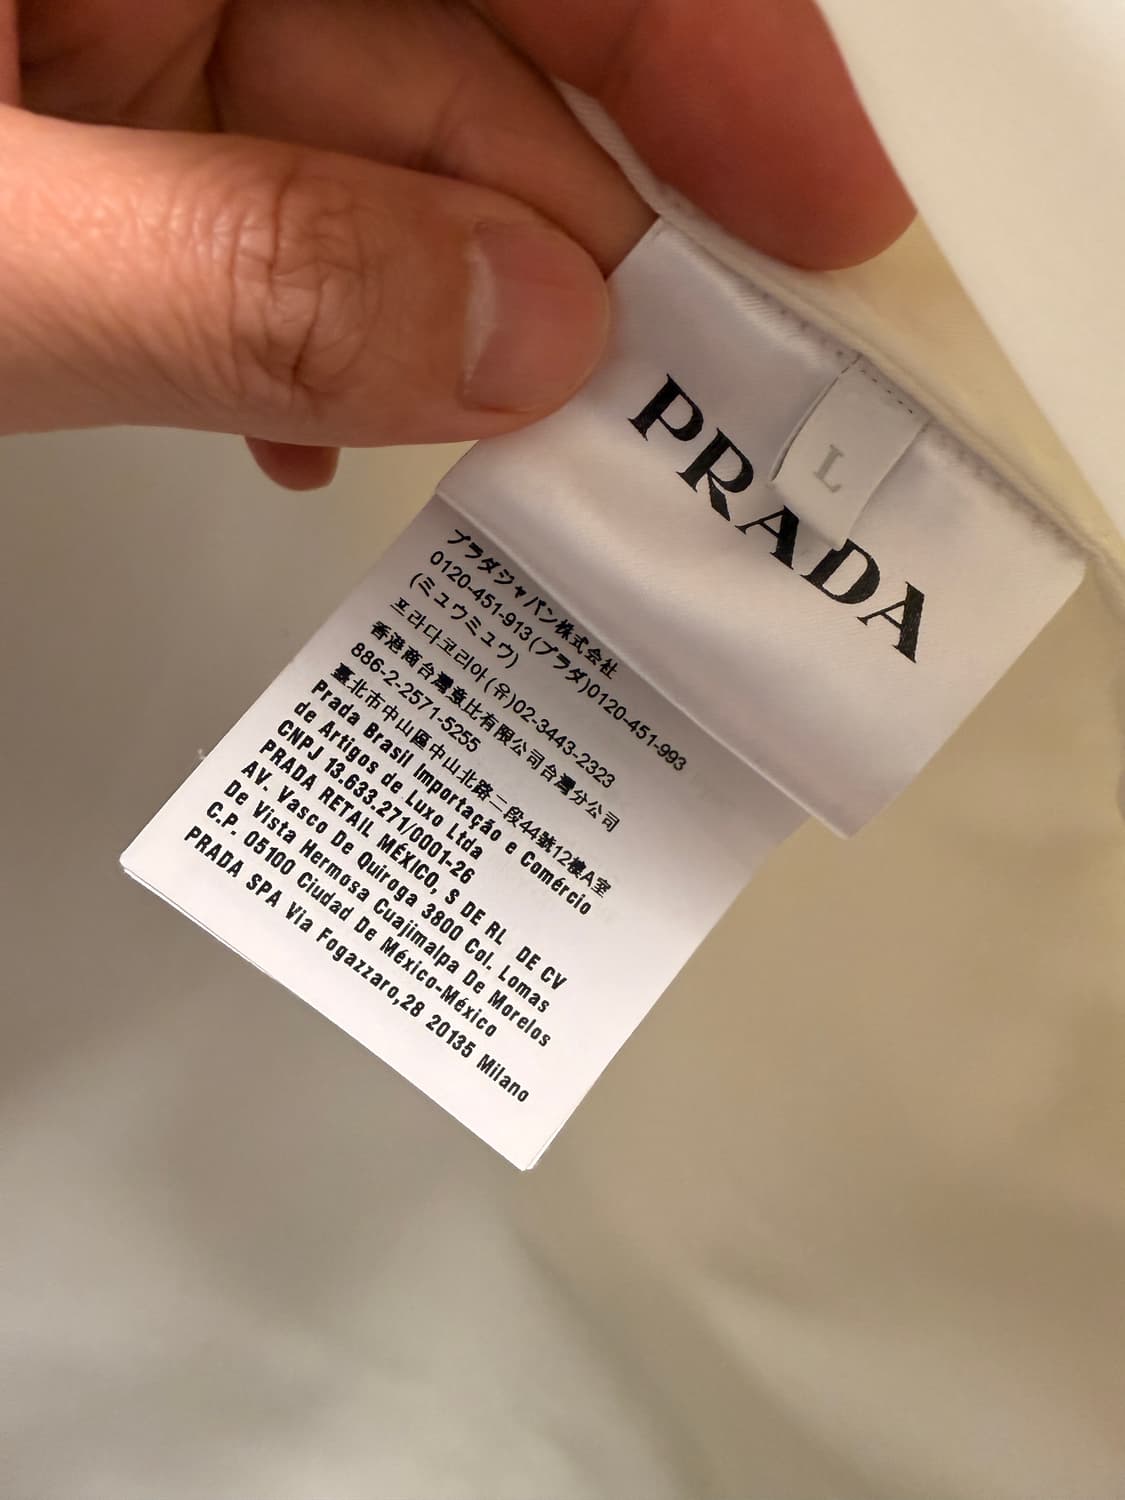 PRADA
L
プラダジャパン株式会社
0120-451-913(プラダ)0120-451-993
(ミュウミュウ)
프라다코리아(유)02-3443-2323
香港商台灣意比有限公司台灣分公司
886-2-2571-5255
臺北市中山區中山北路二段44號12樓A室
Prada Brasil Importação e Comércio
de Artigos de Luxo Ltda
CNPJ 13.633.271/0001-26
PRADA RETAIL MÉXICO, S DE RL DE CV
AV. Vasco De Quiroga 3800 Col. Lomas
De Vista Hermosa Cuajimalpa De Morelos
C.P. 05100 Ciudad De México-México
PRADA SPA Via Fogazzaro,28 20135 Milano